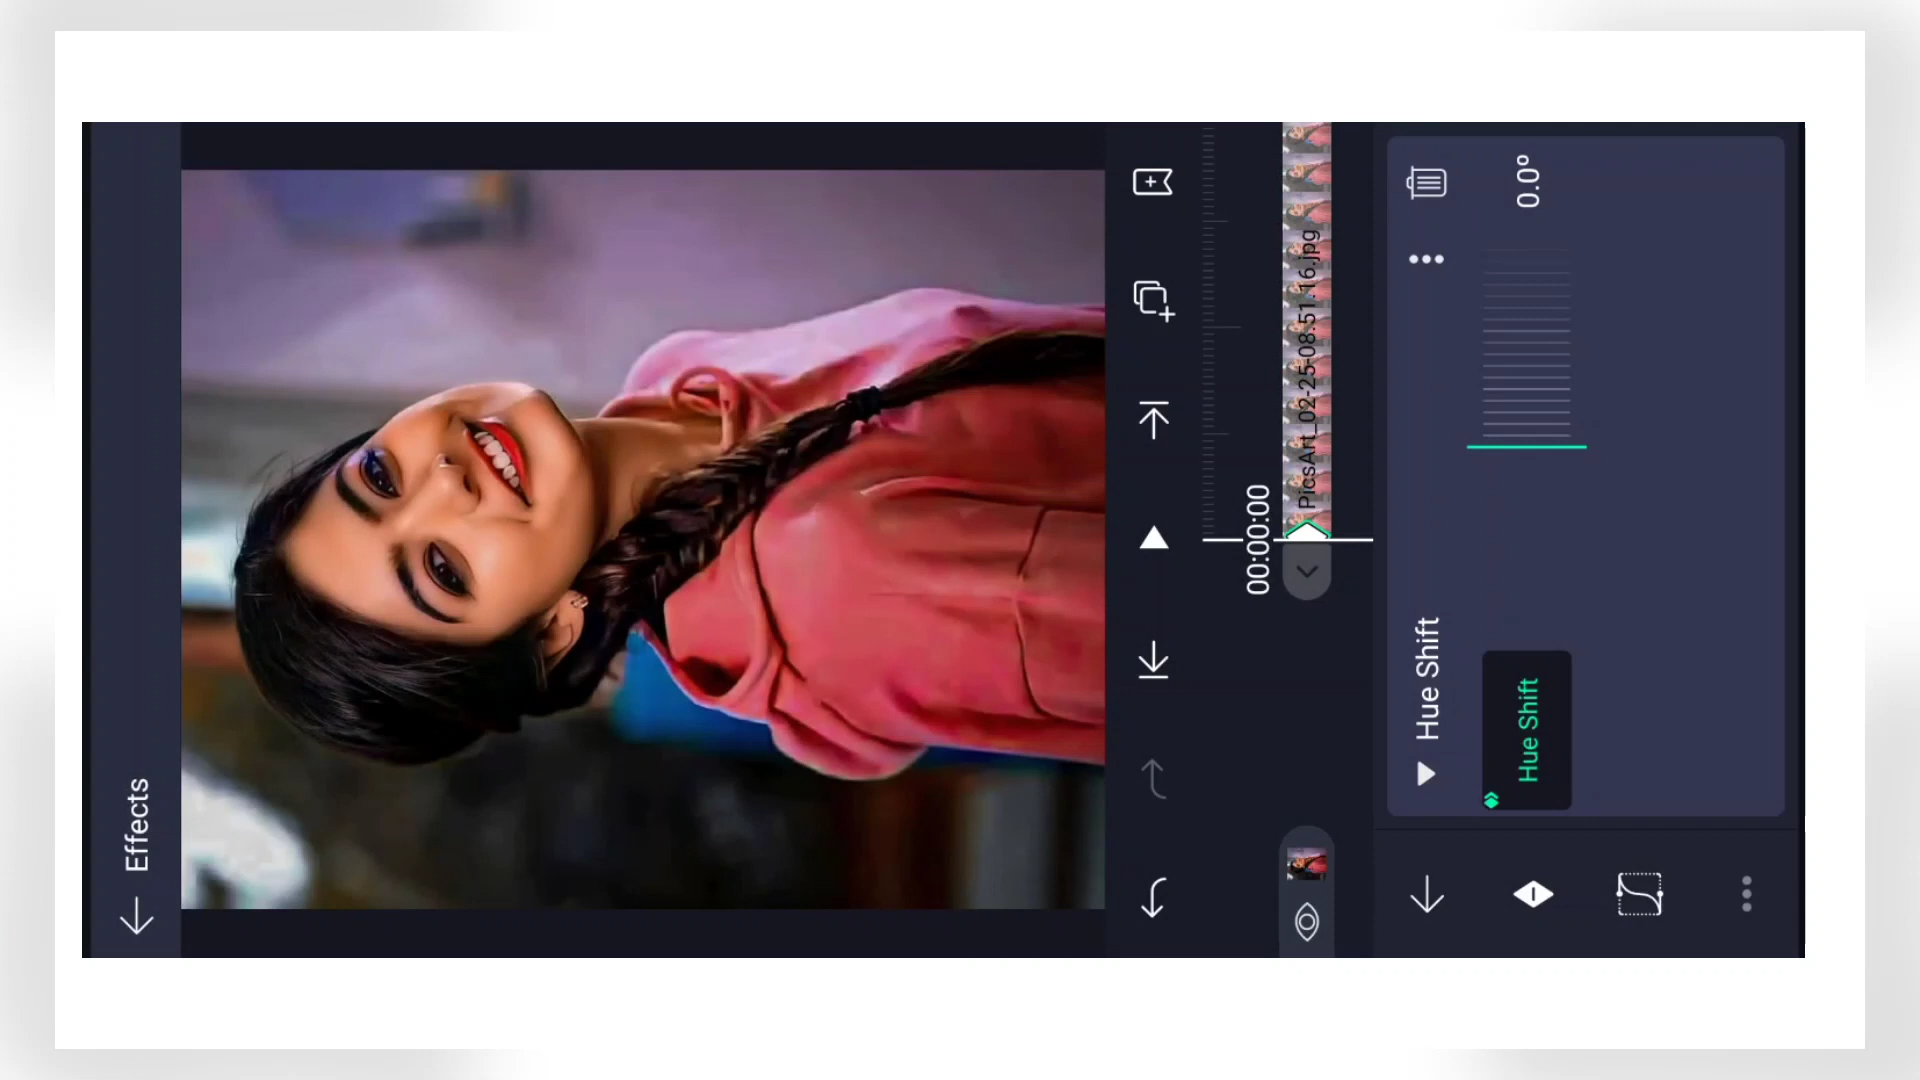 Effects
00:00:00
PicsArt_02-25-08.51.16.jpg
Hue Shift
Hue Shift
0.0°